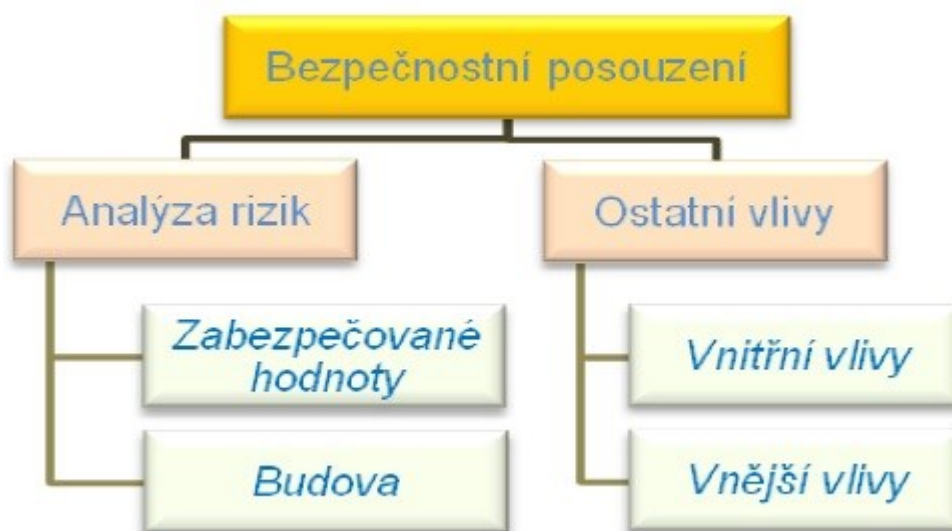 Bezpečnostní posouzení
Analýza rizik
Ostatní vlivy
Zabezpečované
hodnoty
Budova
Vnitřní vlivy
Vnější vlivy